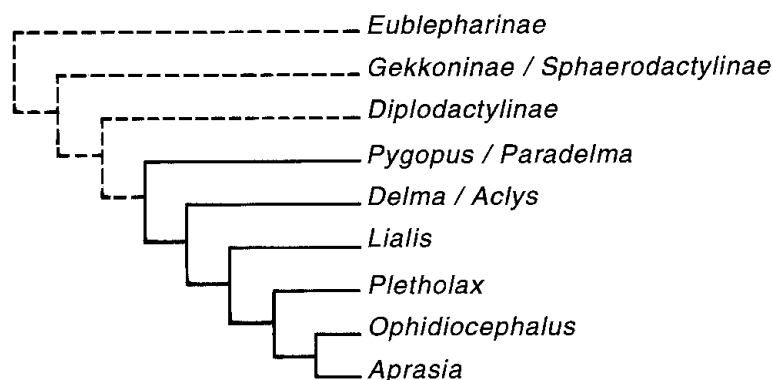 Eublepharinae
Gekkoninae / Sphaerodactylinae
Diplodactylinae
Pygopus / Paradelma
Delma / Aclys
Lialis
Pletholax
Ophidiocephalus
Aprasia